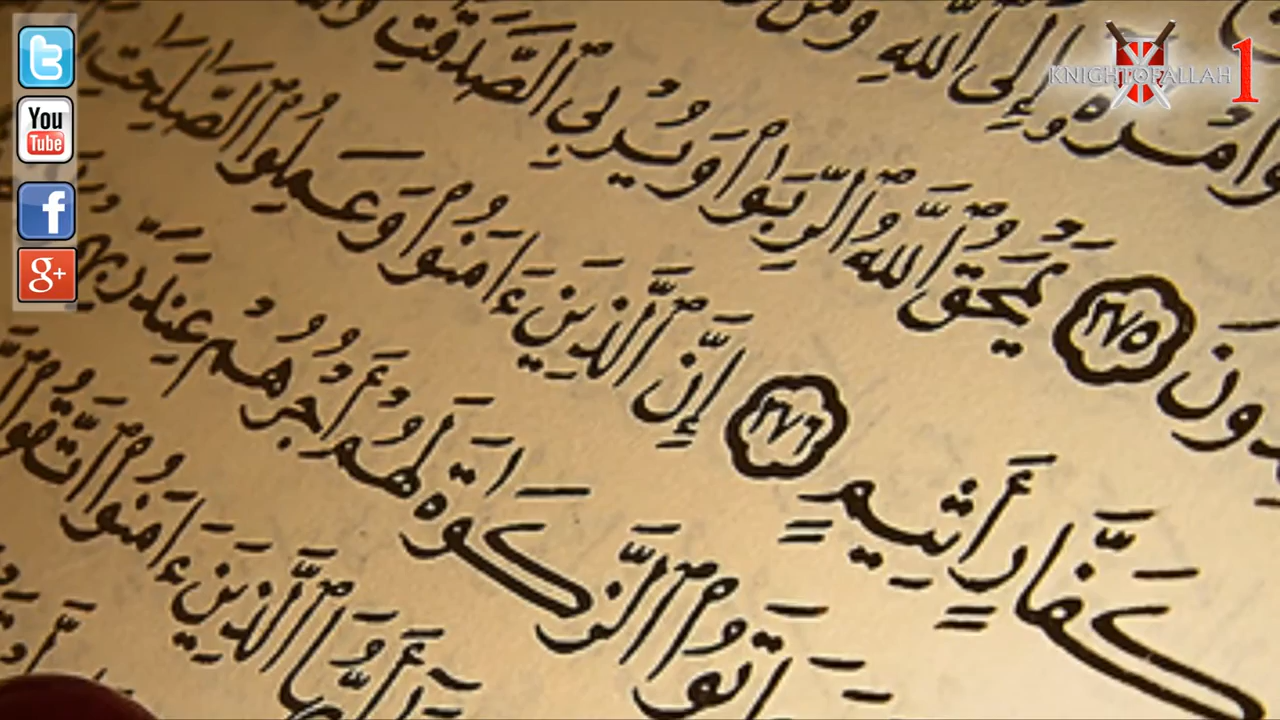 وَأَمْرُهُۥٓ إِلَى ٱللَّهِ وَمَنْ
يَمْحَقُ ٱللَّهُ ٱلرِّبَوٰا۟ وَيُرْبِى ٱلصَّدَقَٰتِ ٢٧٥
كَفَّارٍ أَثِيمٍ ٢٧٦ إِنَّ ٱلَّذِينَ ءَامَنُوا۟ وَعَمِلُوا۟ ٱلصَّٰلِحَٰتِ
ٱلزَّكَوٰةَ لَهُمْ أَجْرُهُمْ عِندَ رَبِّهِمْ
يَٰٓأَيُّهَا ٱلَّذِينَ ءَامَنُوا۟ ٱتَّقُوا۟
KNIGHTOFALLAH 1
You
Tube
g+